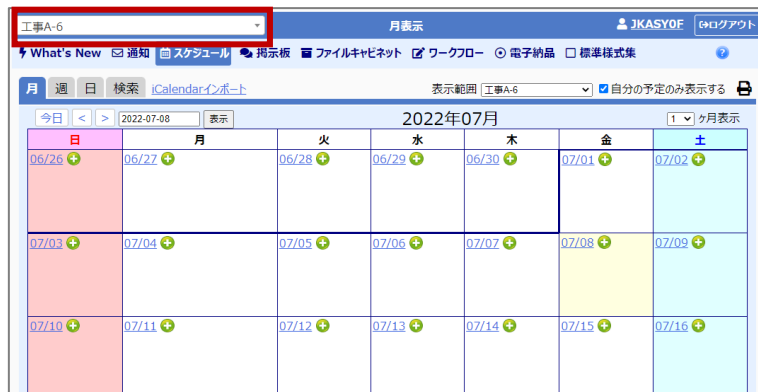 工事A-6 月表示 JKASYOF ログアウト
What's New 通知 スケジュール 掲示板 ファイルキャビネット ワークフロー 電子納品 標準様式集 ?
月 週 日 検索 iCalendarインポート 表示範囲 工事A-6 自分の予定のみ表示する
今日 < > 2022-07-08 表示 2022年07月 1 ヶ月表示
日 月 火 水 木 金 土
06/26 06/27 06/28 06/29 06/30 07/01 07/02
07/03 07/04 07/05 07/06 07/07 07/08 07/09
07/10 07/11 07/12 07/13 07/14 07/15 07/16